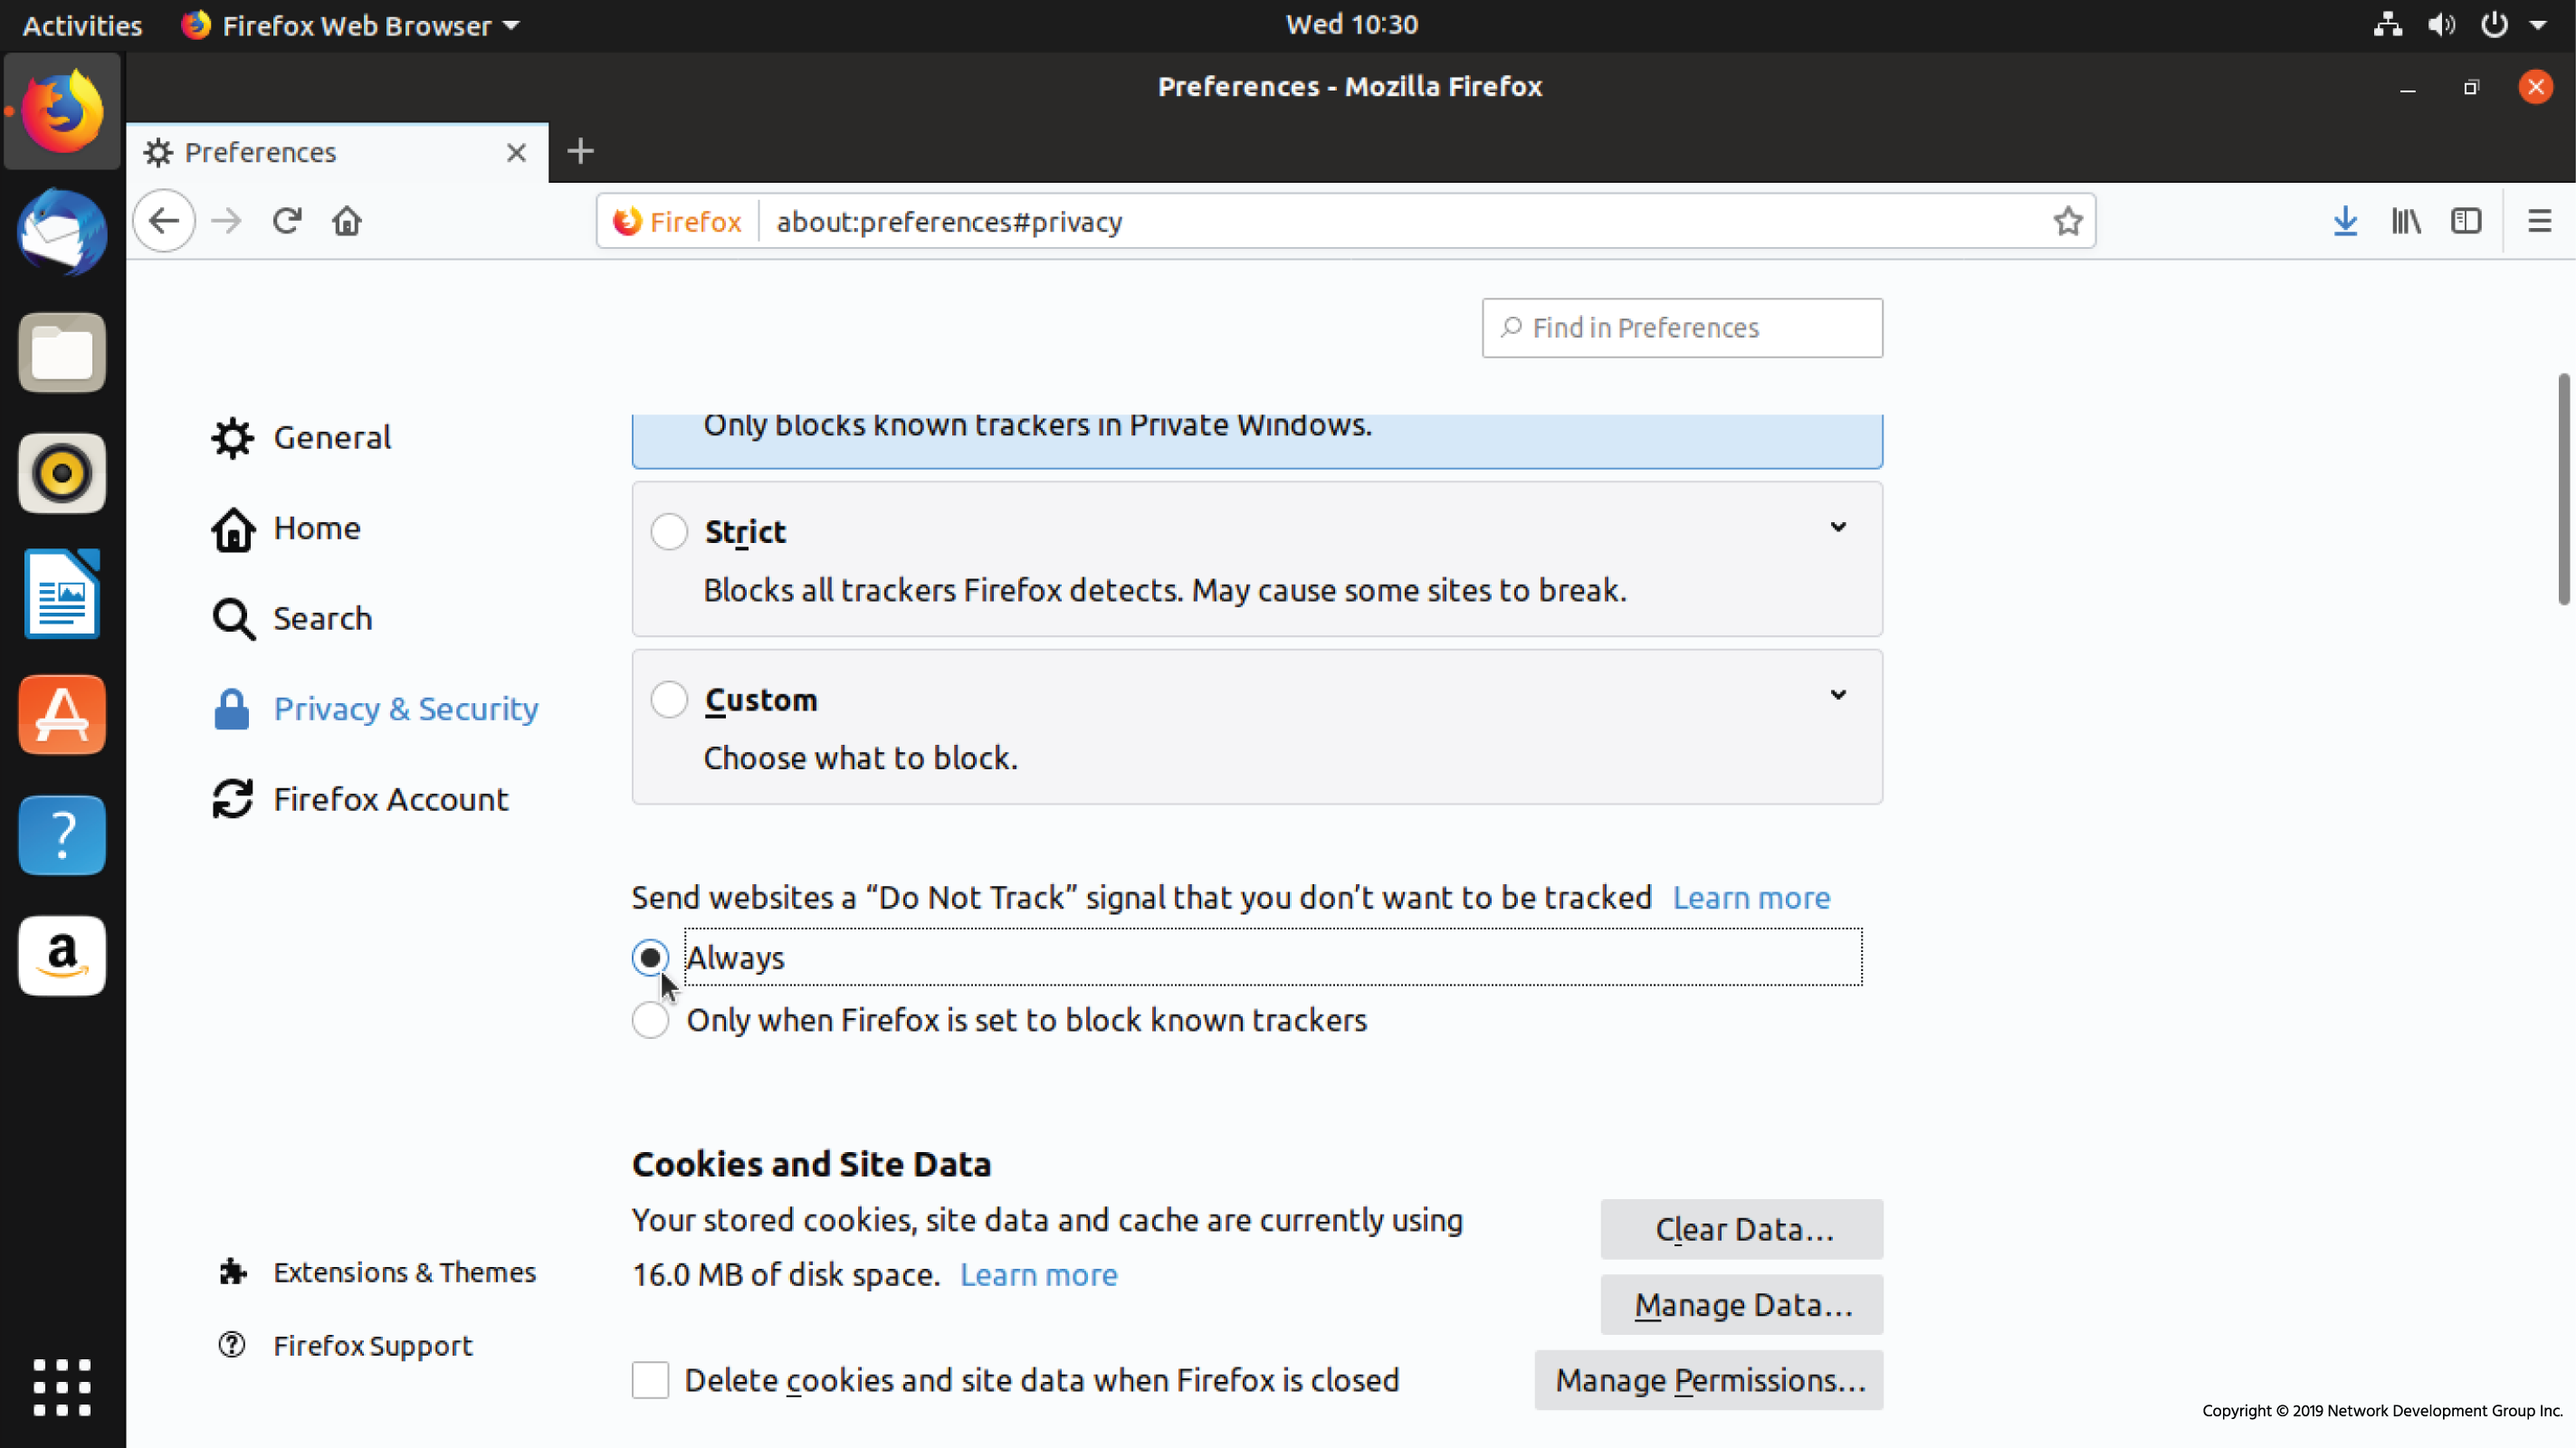 Activities
Firefox Web Browser
Wed 10:30
Preferences - Mozilla Firefox
Preferences
Firefox
about:preferences#privacy
Find in Preferences
General
Home
Search
Privacy & Security
Firefox Account
Extensions & Themes
Firefox Support
Only blocks known trackers in Private Windows.
Strict
Blocks all trackers Firefox detects. May cause some sites to break.
Custom
Choose what to block.
Send websites a “Do Not Track” signal that you don’t want to be tracked Learn more
Always
Only when Firefox is set to block known trackers
Cookies and Site Data
Your stored cookies, site data and cache are currently using
16.0 MB of disk space. Learn more
Clear Data…
Manage Data…
Delete cookies and site data when Firefox is closed
Manage Permissions…
Copyright © 2019 Network Development Group Inc.